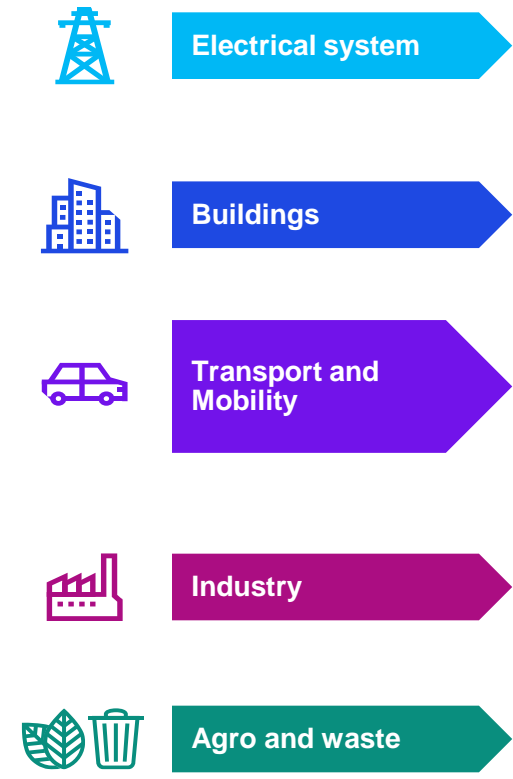 Electrical system
Buildings
Transport and
Mobility
Industry
Agro and waste